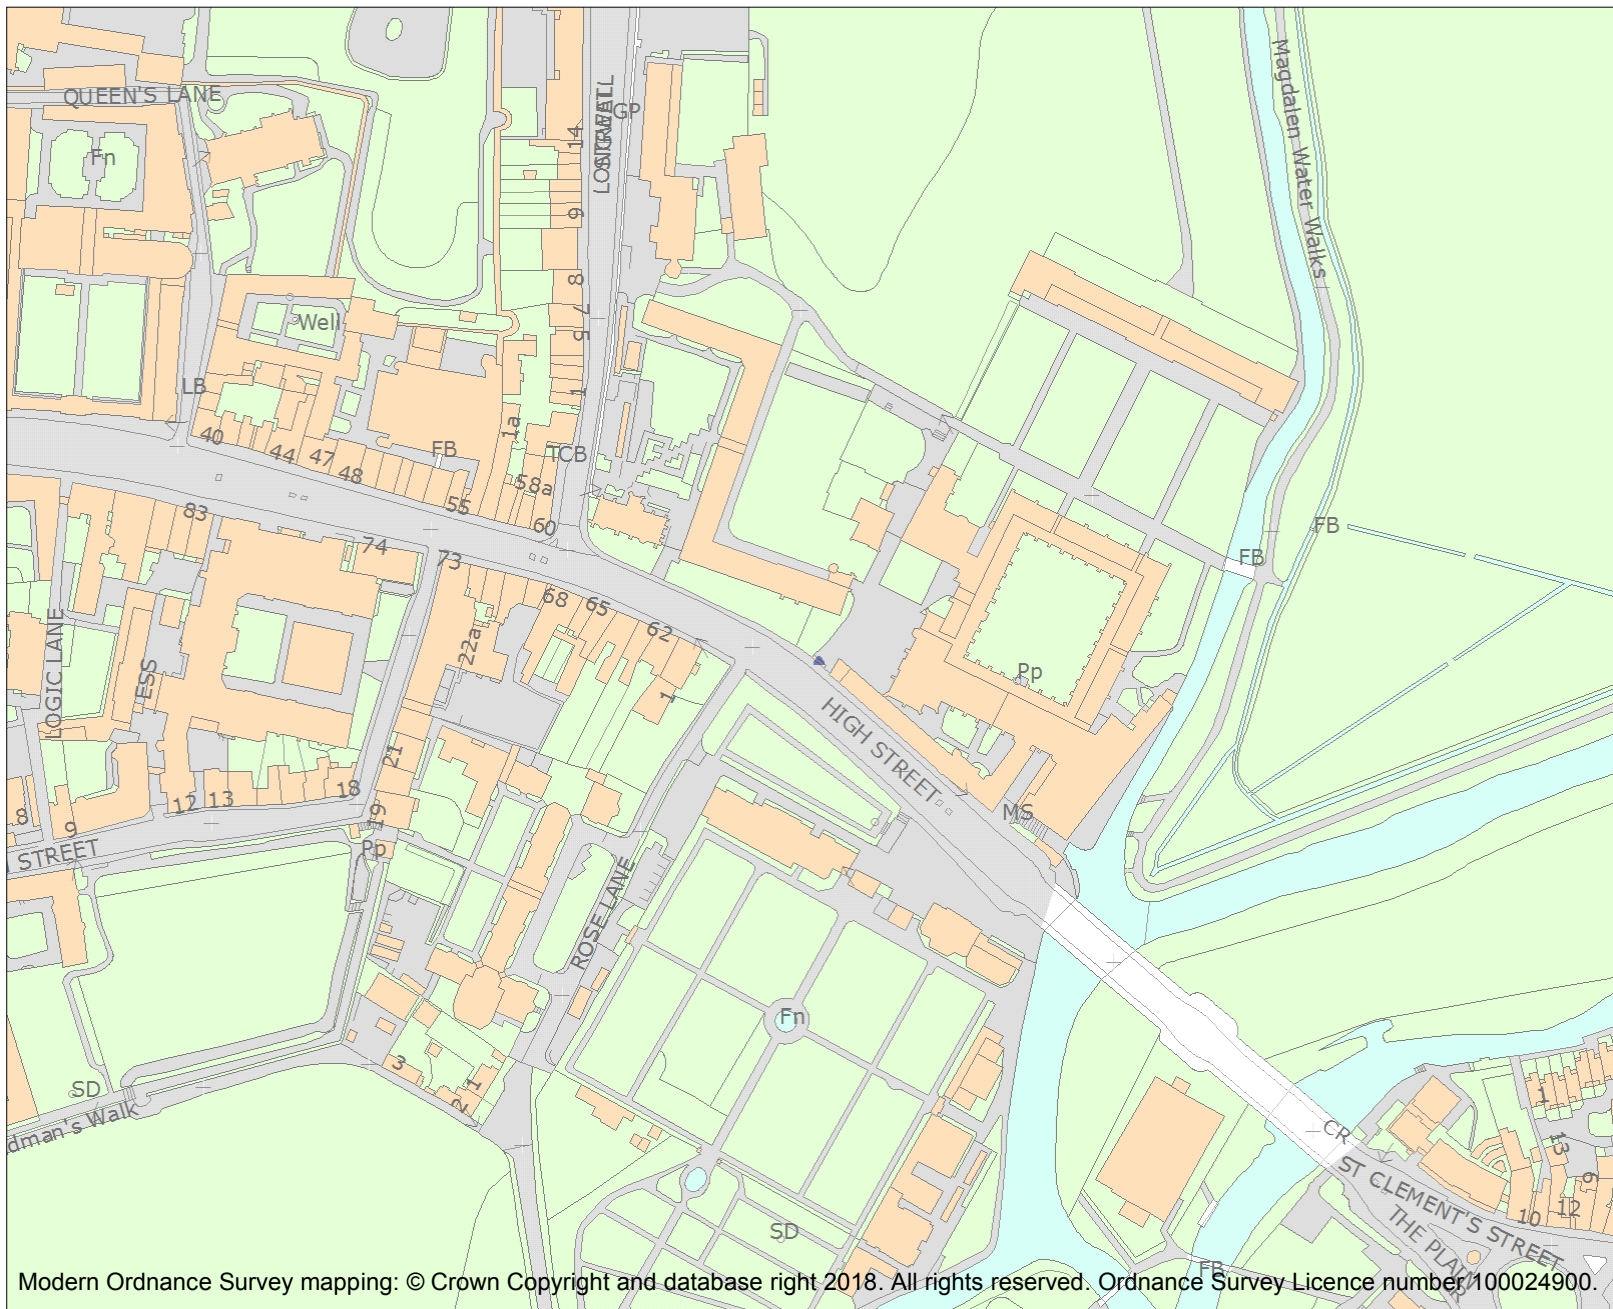 QUEEN'S LANE
Fn
GP
14
9
8
7
5
1
Magdalen Water Walks
Well
LB
40
44
47
48
FB
1a
TCB
58a
55
60
83
74
73
68
65
62
22a
1
FB
FB
LOGIC LANE
ESS
Pp
HIGH STREET
MS
21
18
12
13
19
8
9
STREET
Pp
ROSE LANE
Fn
3
1
2
SD
dman's Walk
SD
CR
ST CLEMENT'S STREET
THE PLAIN
1
13
6
12
10
FB
Modern Ordnance Survey mapping: © Crown Copyright and database right 2018. All rights reserved. Ordnance Survey Licence number 100024900.